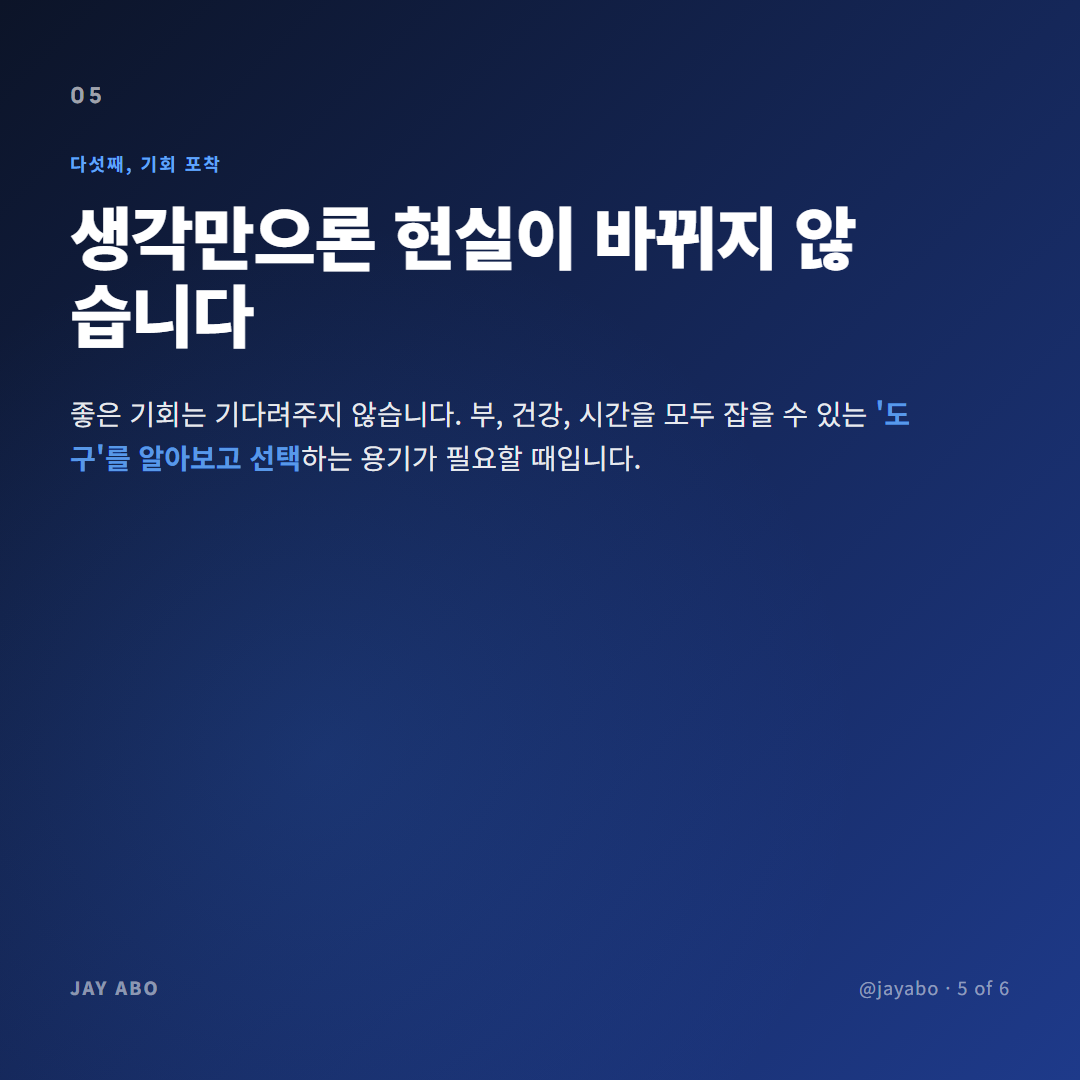 05
다섯째, 기회 포착
생각만으론 현실이 바뀌지 않
습니다
좋은 기회는 기다려주지 않습니다. 부, 건강, 시간을 모두 잡을 수 있는 '도
구'를 알아보고 선택하는 용기가 필요할 때입니다.
JAY ABO
@jayabo · 5 of 6